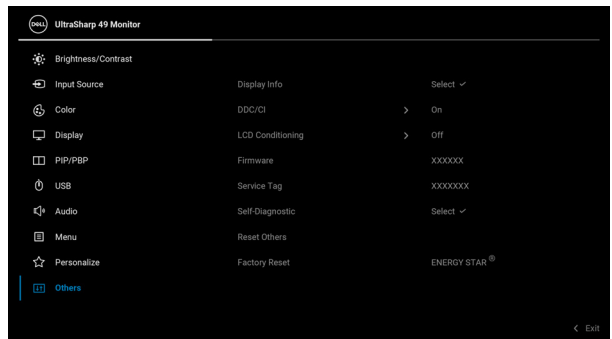 DELL UltraSharp 49 Monitor
Brightness/Contrast
Input Source Display Info Select ✓
Color DDC/CI > On
Display LCD Conditioning > Off
PIP/PBP Firmware XXXXXX
USB Service Tag XXXXXXX
Audio Self-Diagnostic Select ✓
Menu Reset Others
Personalize Factory Reset ENERGY STAR®
Others
< Exit